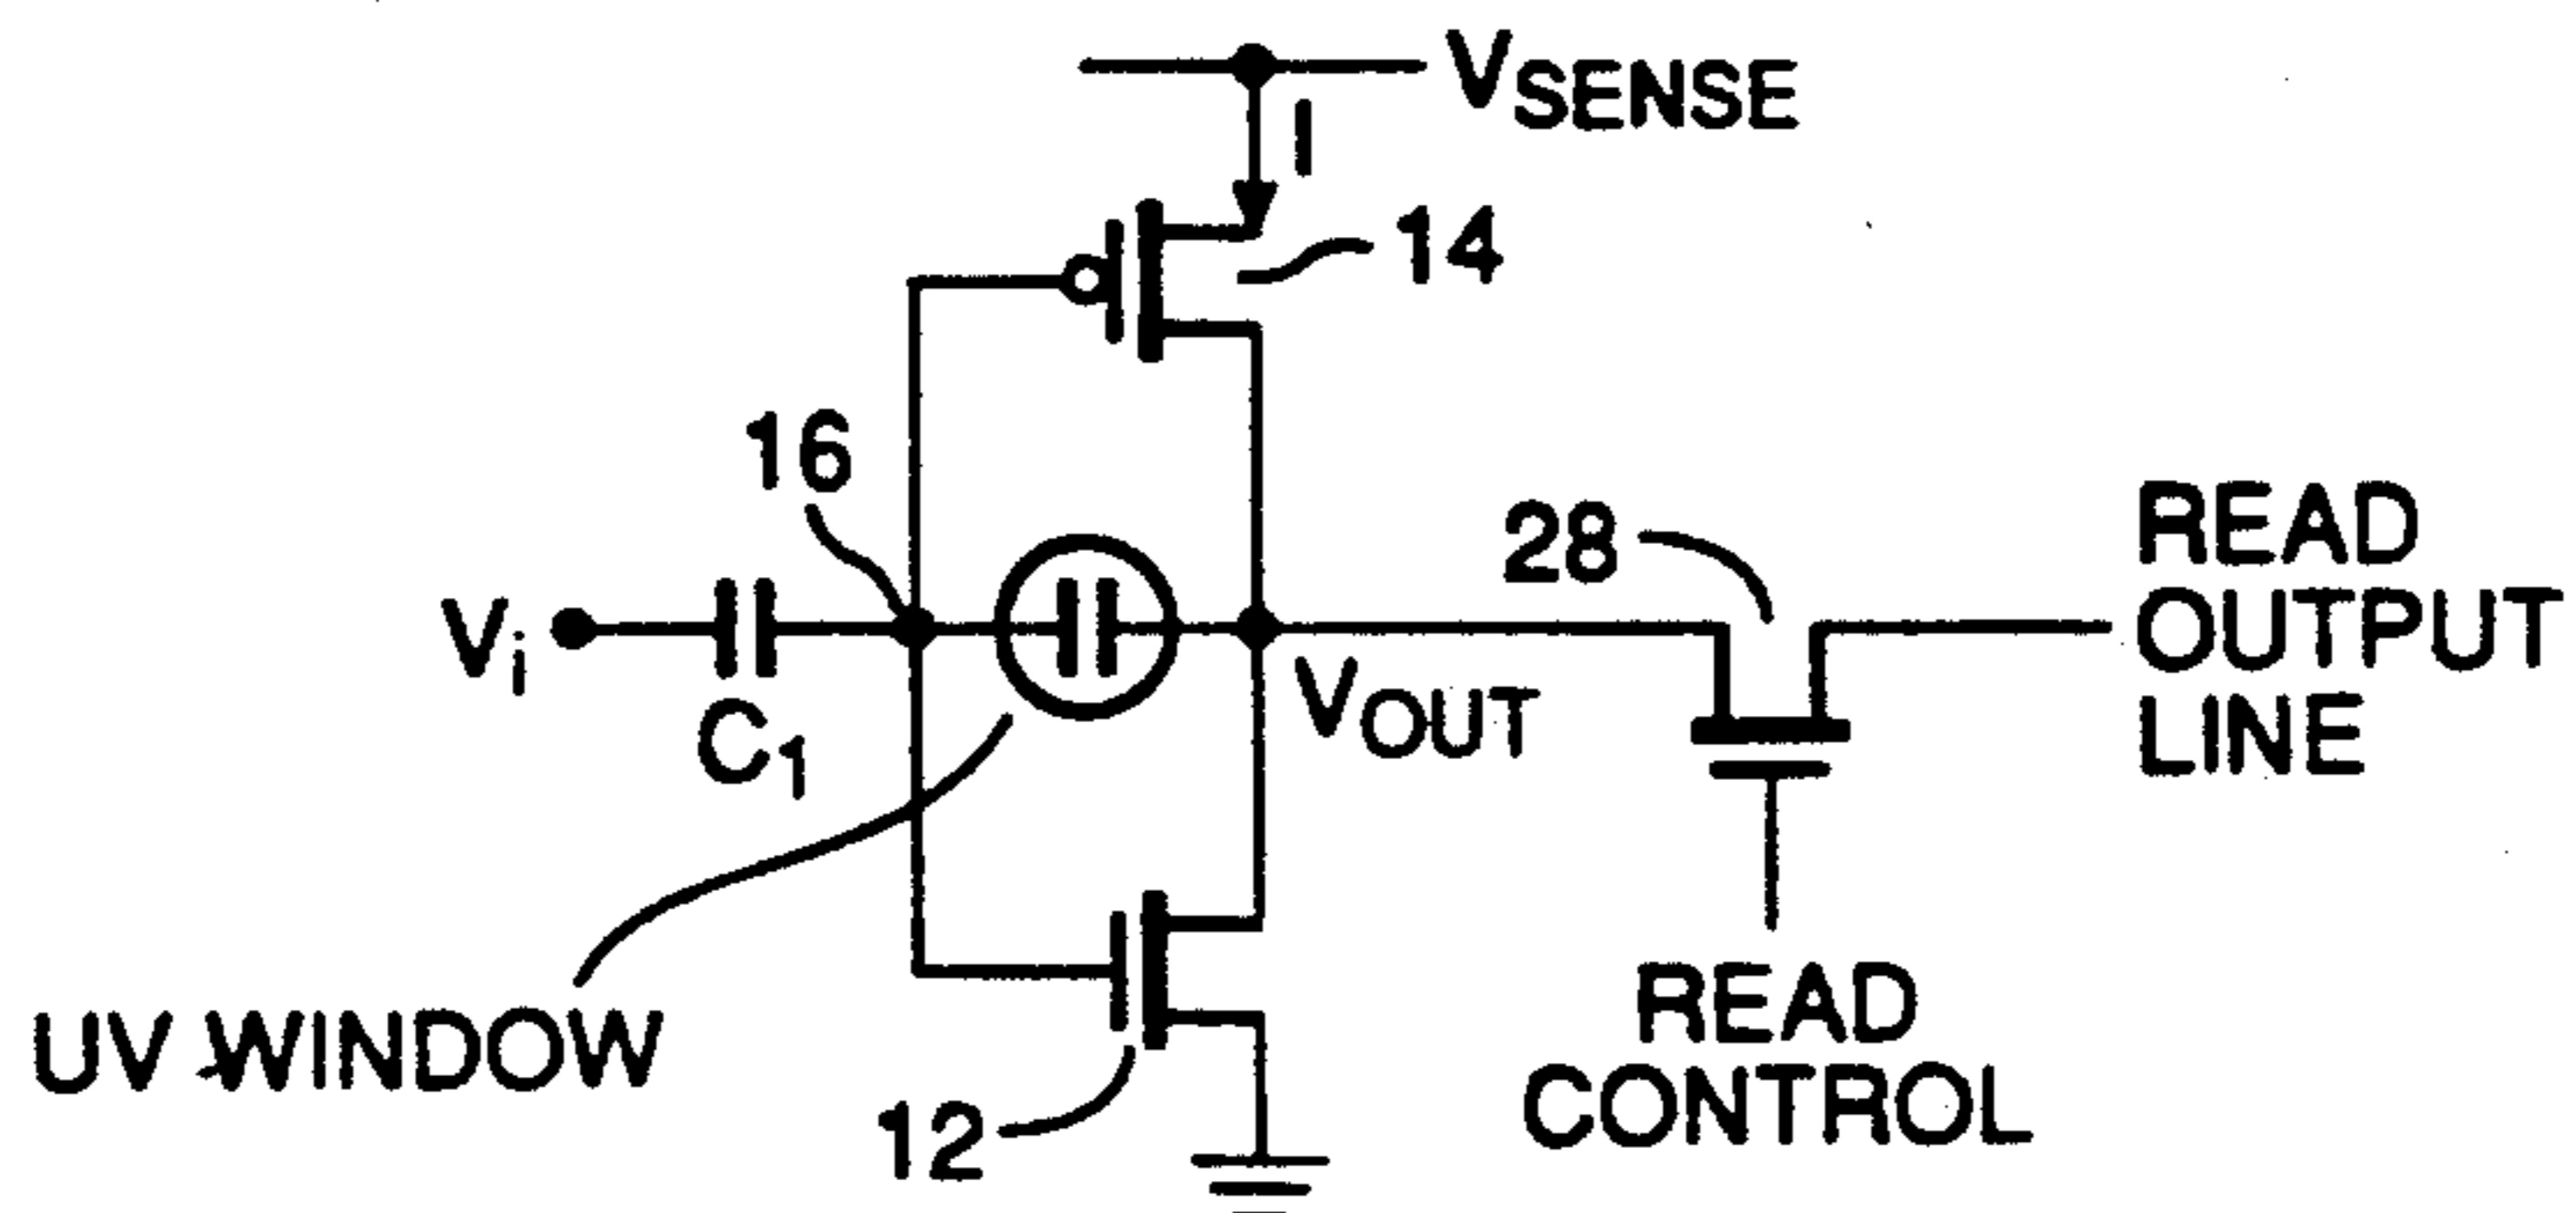 VSENSE
I
14
16
28
READ
OUTPUT
LINE
Vi
C1
VOUT
UV WINDOW
12
READ
CONTROL